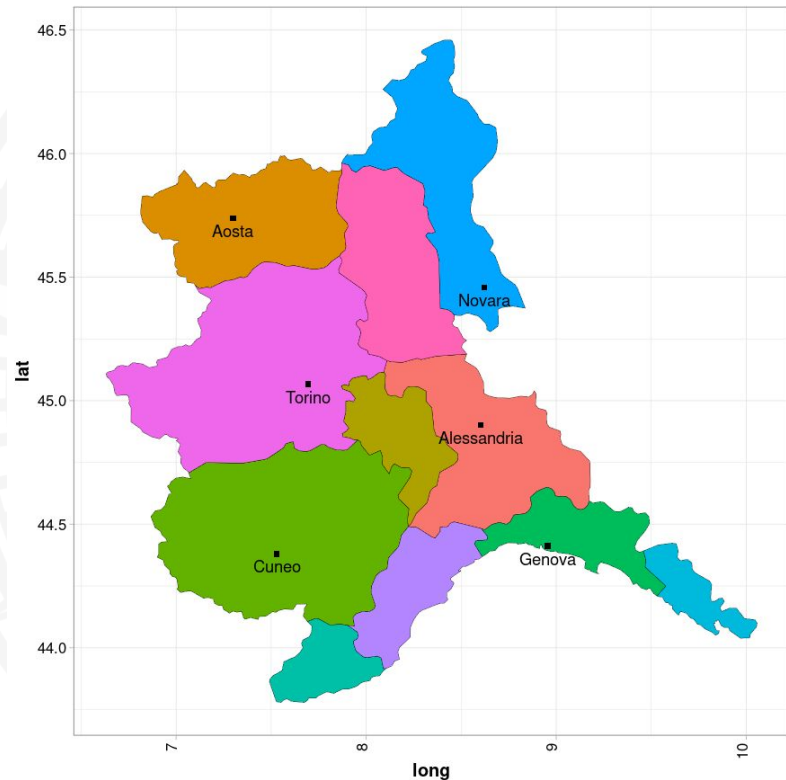 46.5
46.0
45.5
45.0
44.5
44.0
lat
Aosta
Novara
Torino
Alessandria
Genova
Cuneo
7
8
9
10
long